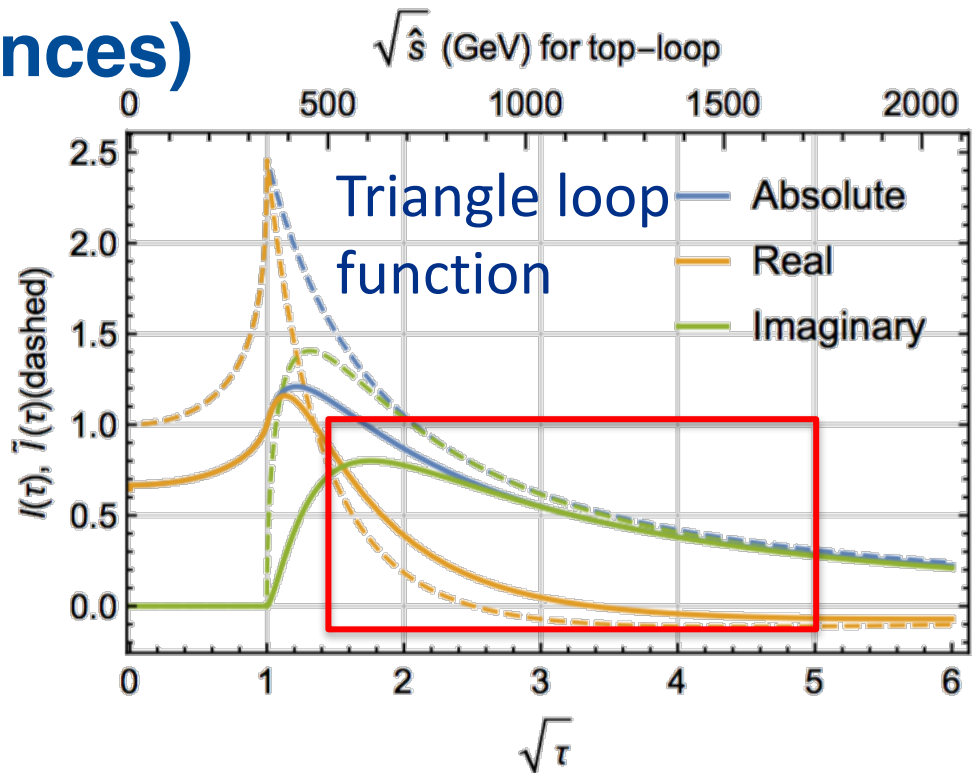 nces)
√ŝ (GeV) for top-loop
0 500 1000 1500 2000
2.5
2.0
1.5
1.0
0.5
0.0
I(τ), Ĩ(τ)(dashed)
Triangle loop
function
Absolute
Real
Imaginary
0 1 2 3 4 5 6
√τ